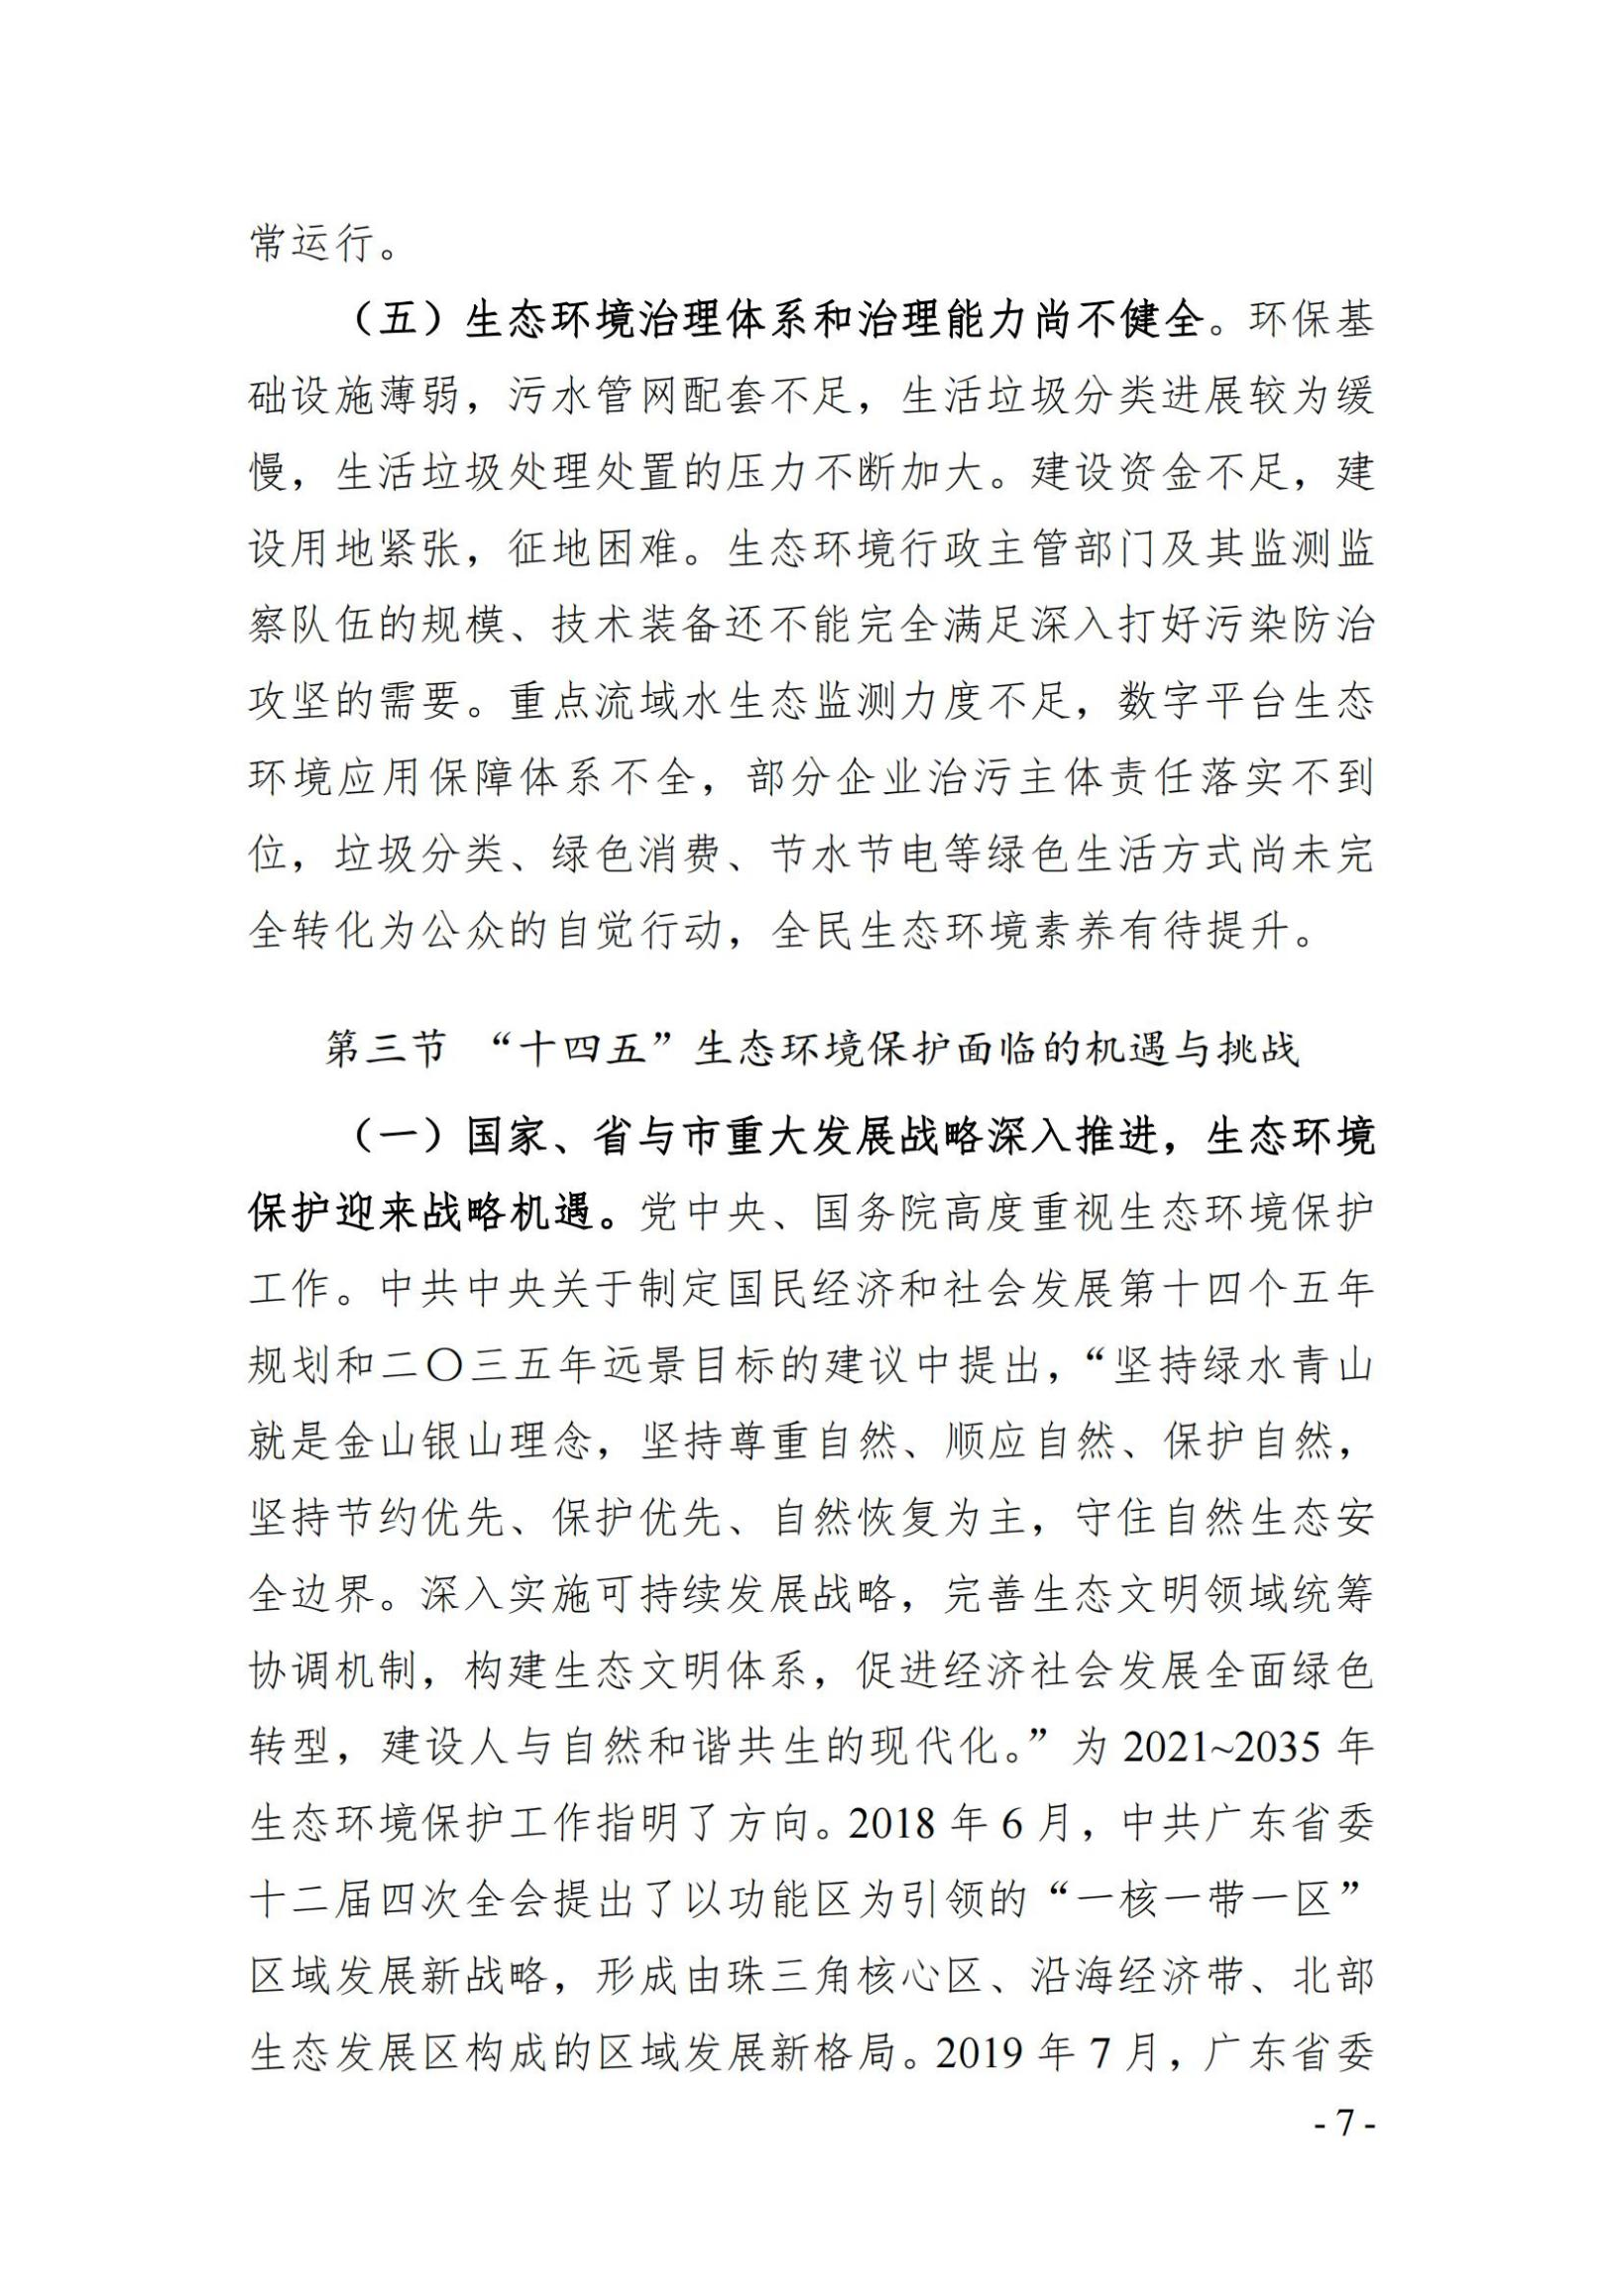 常运行。
（五）生态环境治理体系和治理能力尚不健全。环保基
础设施薄弱，污水管网配套不足，生活垃圾分类进展较为缓
慢，生活垃圾处理处置的压力不断加大。建设资金不足，建
设用地紧张，征地困难。生态环境行政主管部门及其监测监
察队伍的规模、技术装备还不能完全满足深入打好污染防治
攻坚的需要。重点流域水生态监测力度不足，数字平台生态
环境应用保障体系不全，部分企业治污主体责任落实不到
位，垃圾分类、绿色消费、节水节电等绿色生活方式尚未完
全转化为公众的自觉行动，全民生态环境素养有待提升。
第三节 “十四五”生态环境保护面临的机遇与挑战
（一）国家、省与市重大发展战略深入推进，生态环境
保护迎来战略机遇。党中央、国务院高度重视生态环境保护
工作。中共中央关于制定国民经济和社会发展第十四个五年
规划和二〇三五年远景目标的建议中提出，“坚持绿水青山
就是金山银山理念，坚持尊重自然、顺应自然、保护自然，
坚持节约优先、保护优先、自然恢复为主，守住自然生态安
全边界。深入实施可持续发展战略，完善生态文明领域统筹
协调机制，构建生态文明体系，促进经济社会发展全面绿色
转型，建设人与自然和谐共生的现代化。”为 2021~2035 年
生态环境保护工作指明了方向。2018 年 6 月，中共广东省委
十二届四次全会提出了以功能区为引领的“一核一带一区”
区域发展新战略，形成由珠三角核心区、沿海经济带、北部
生态发展区构成的区域发展新格局。2019 年 7 月，广东省委
- 7 -